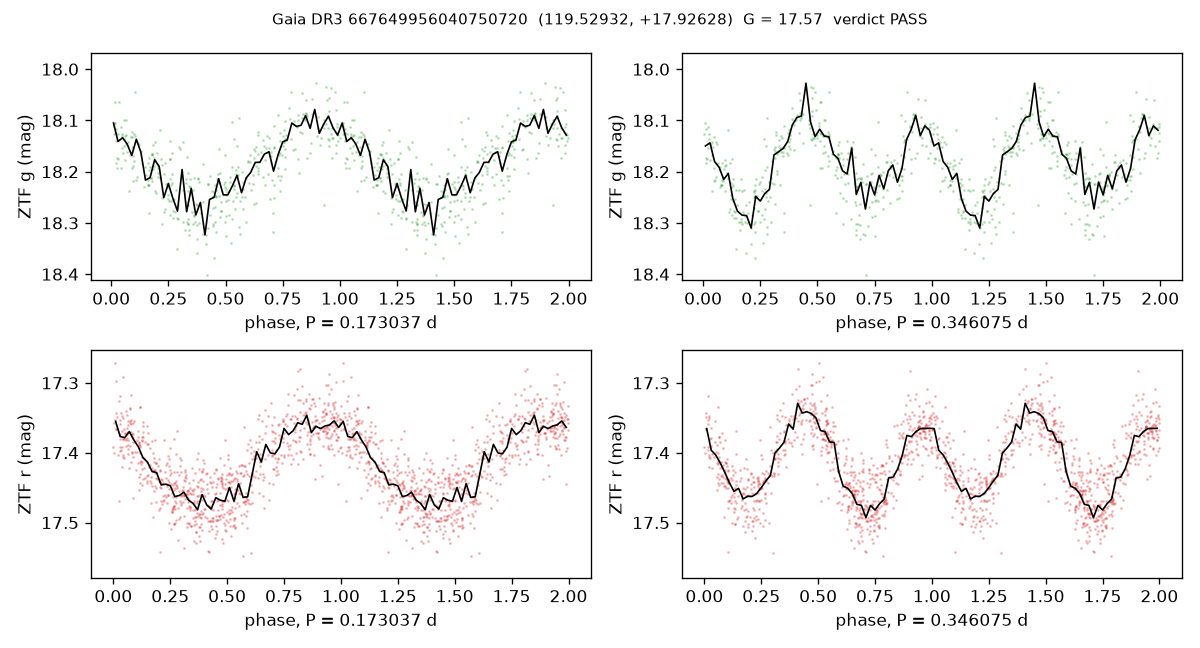 Gaia DR3 667649956040750720 (119.52932, +17.92628) G = 17.57 verdict PASS
ZTF g (mag)
18.0
18.1
18.2
18.3
18.4
0.00 0.25 0.50 0.75 1.00 1.25 1.50 1.75 2.00
phase, P = 0.173037 d
ZTF g (mag)
18.0
18.1
18.2
18.3
18.4
0.00 0.25 0.50 0.75 1.00 1.25 1.50 1.75 2.00
phase, P = 0.346075 d
ZTF r (mag)
17.3
17.4
17.5
0.00 0.25 0.50 0.75 1.00 1.25 1.50 1.75 2.00
phase, P = 0.173037 d
ZTF r (mag)
17.3
17.4
17.5
0.00 0.25 0.50 0.75 1.00 1.25 1.50 1.75 2.00
phase, P = 0.346075 d